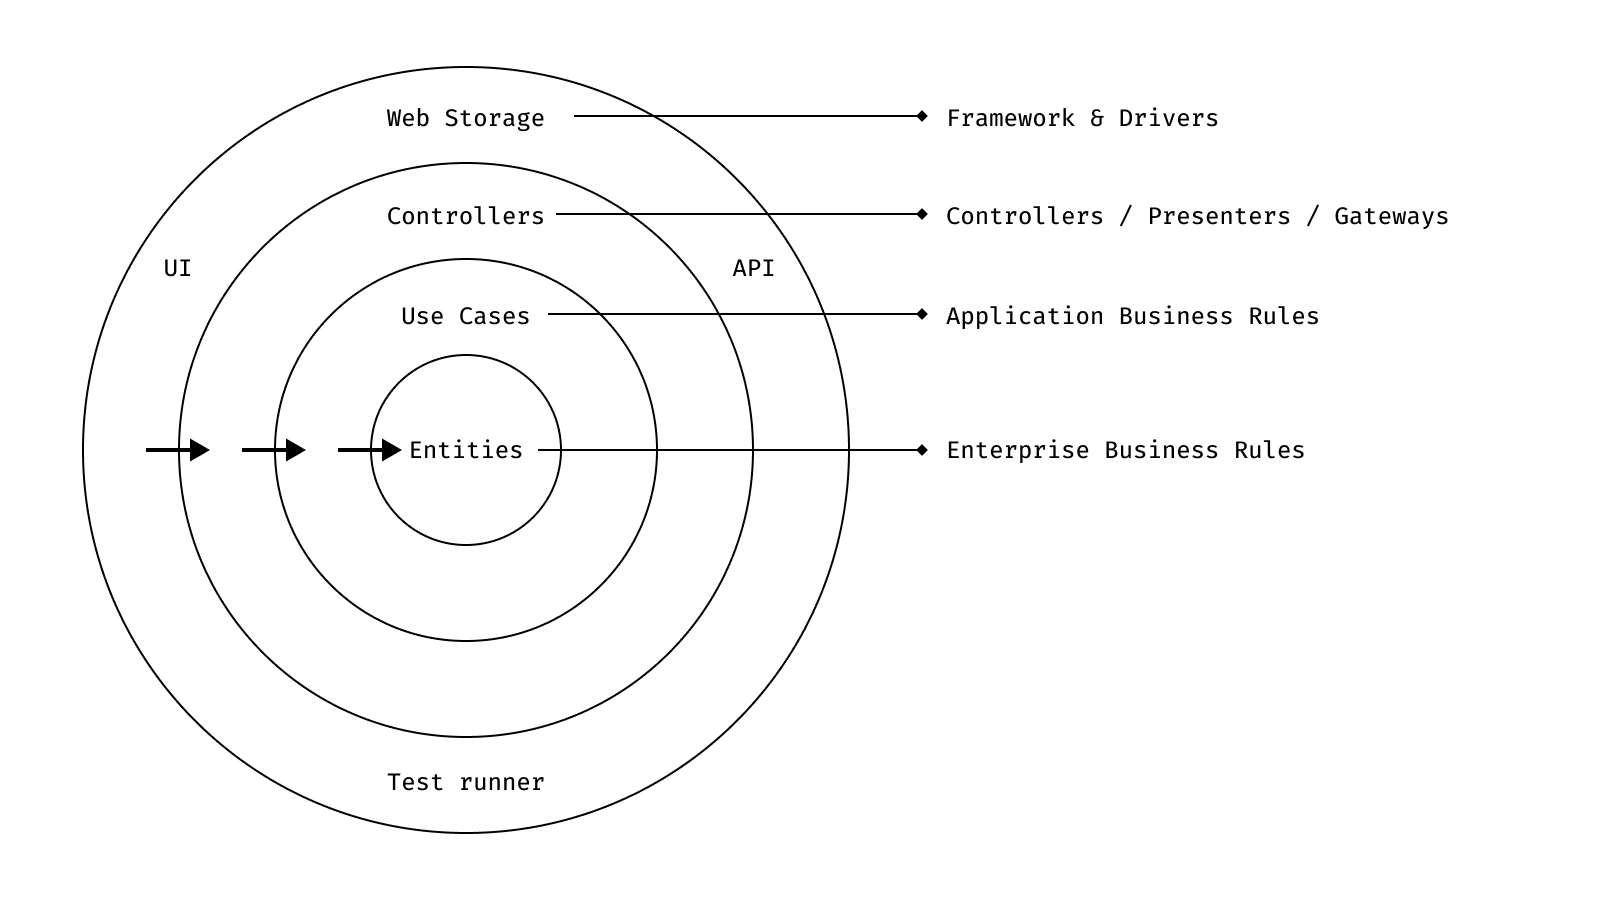 Web Storage
Framework & Drivers
Controllers
Controllers / Presenters / Gateways
UI
API
Use Cases
Application Business Rules
Entities
Enterprise Business Rules
Test runner